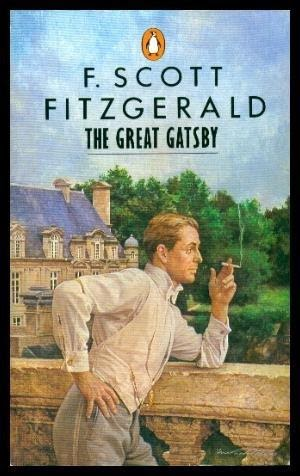 F. SCOTT
FITZGERALD
THE GREAT GATSBY